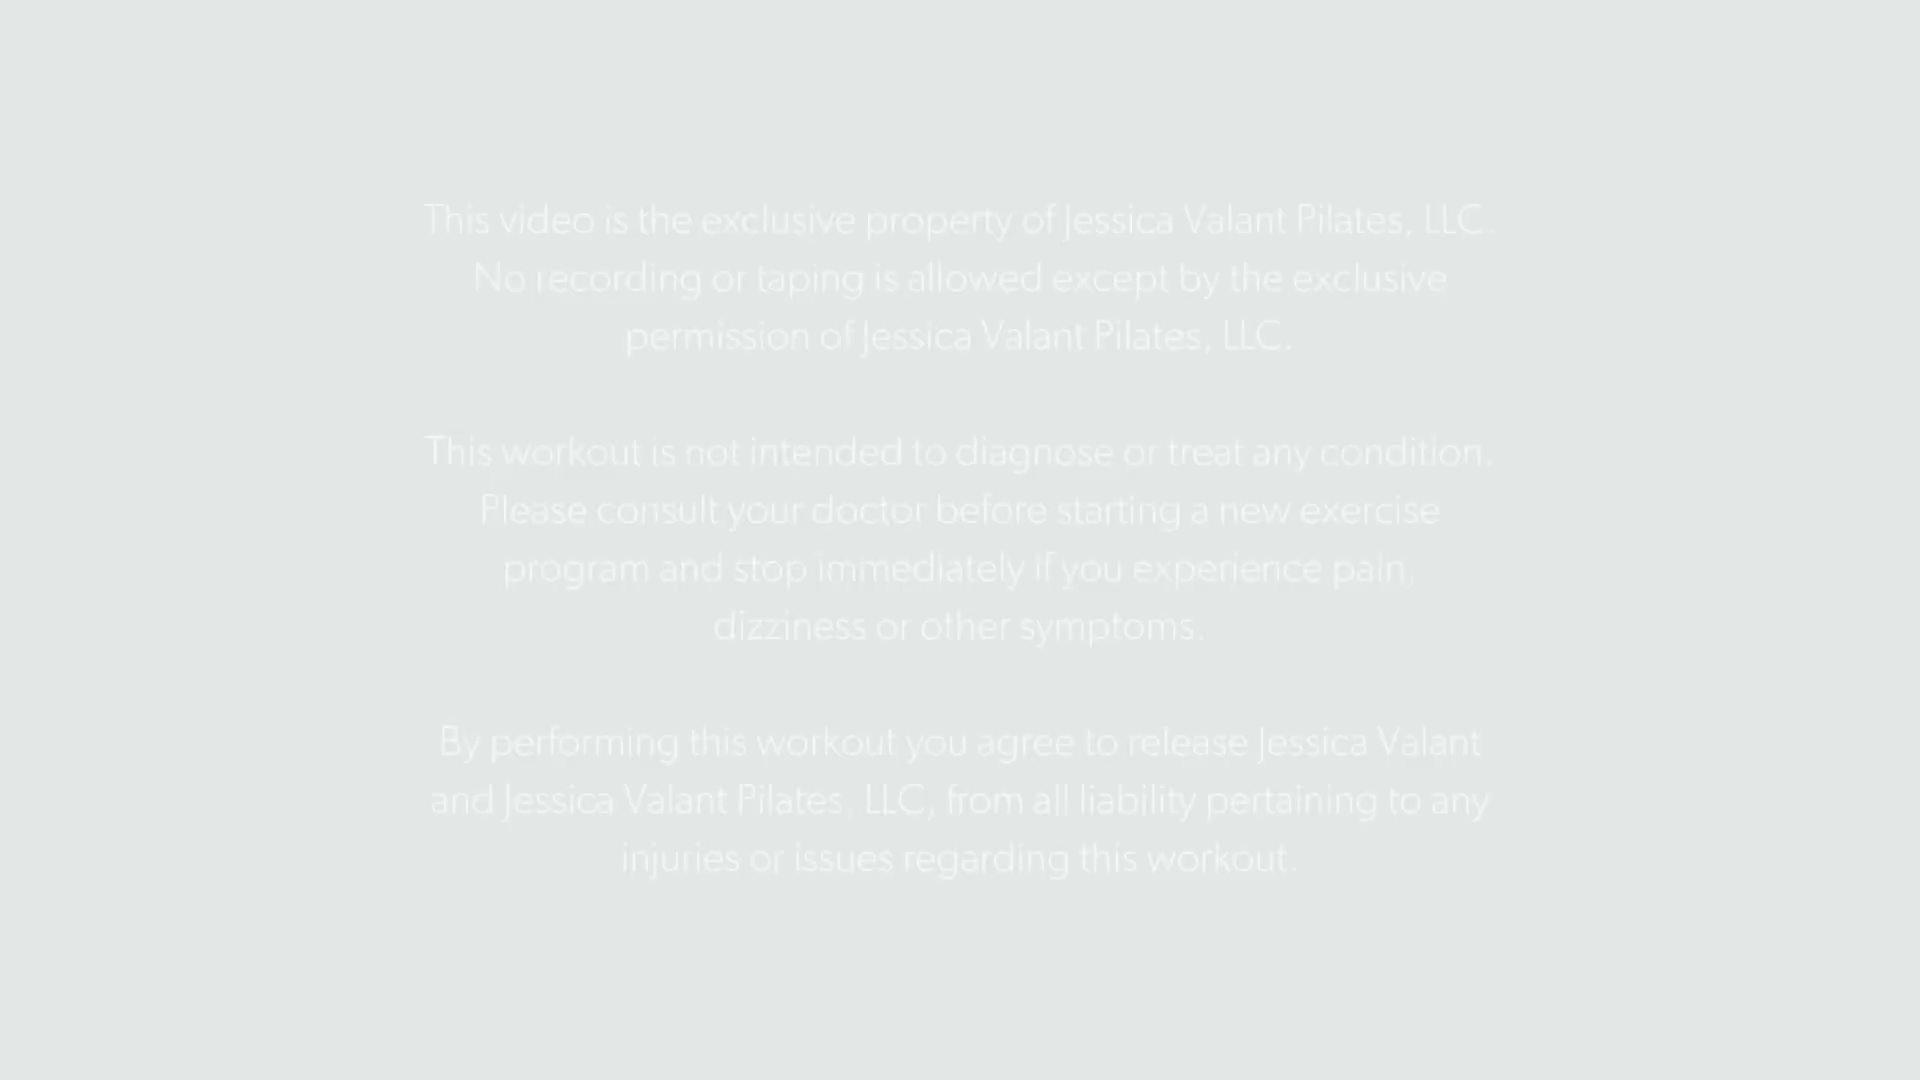 This video is the exclusive property of Jessica Valant Pilates, LLC.
No recording or taping is allowed except by the exclusive
permission of Jessica Valant Pilates, LLC.
This workout is not intended to diagnose or treat any condition.
Please consult your doctor before starting a new exercise
program and stop immediately if you experience pain,
dizziness or other symptoms.
By performing this workout you agree to release Jessica Valant
and Jessica Valant Pilates, LLC, from all liability pertaining to any
injuries or issues regarding this workout.